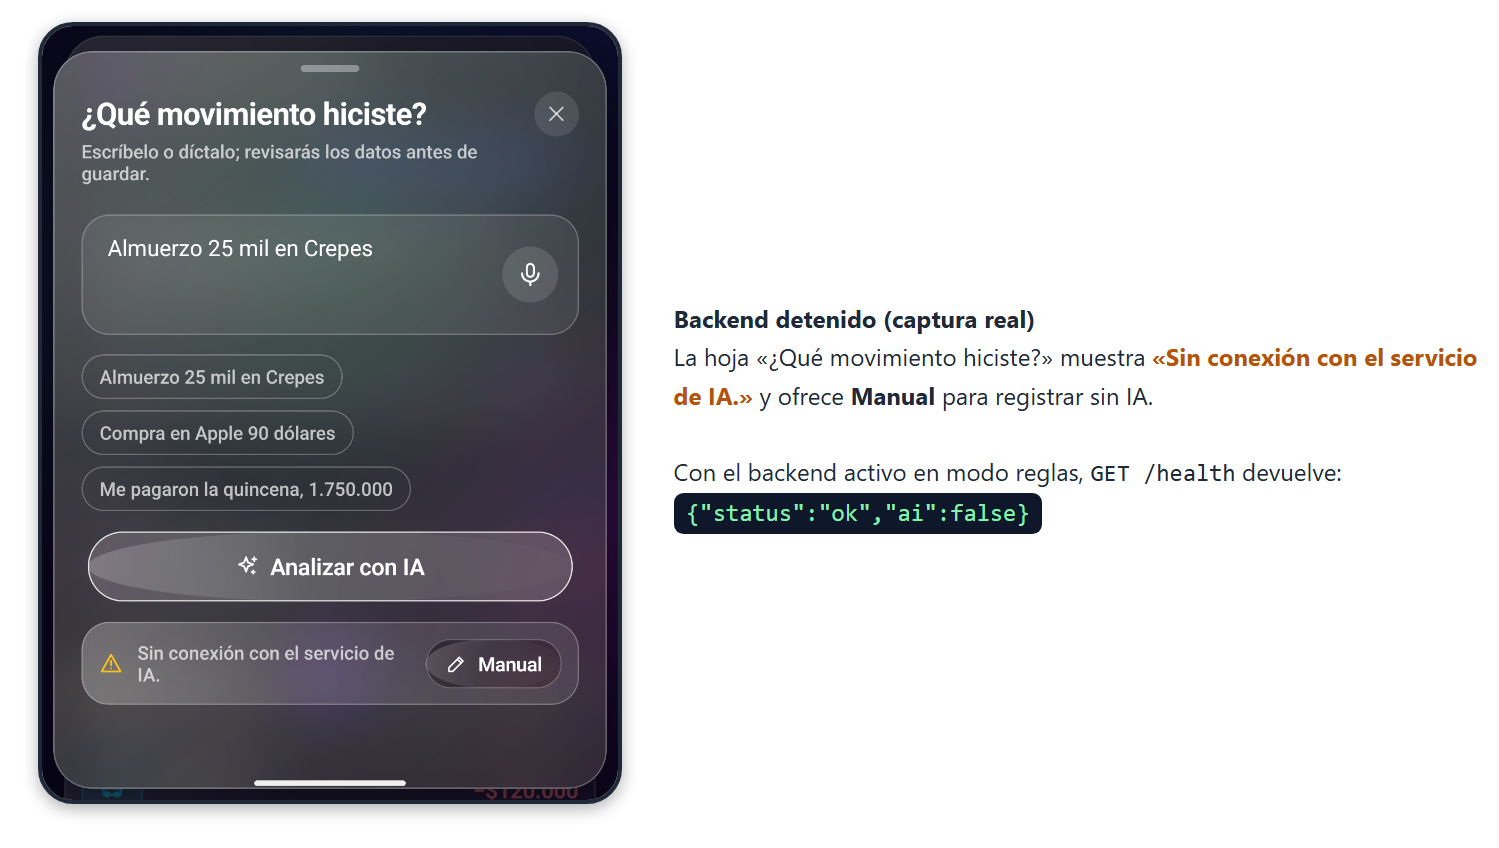 ¿Qué movimiento hiciste?
Escríbelo o díctalo; revisarás los datos antes de
guardar.
Almuerzo 25 mil en Crepes
Almuerzo 25 mil en Crepes
Compra en Apple 90 dólares
Me pagaron la quincena, 1.750.000
Analizar con IA
Sin conexión con el servicio de
IA.
Manual
−$120.000
Backend detenido (captura real)
La hoja «¿Qué movimiento hiciste?» muestra «Sin conexión con el servicio
de IA.» y ofrece Manual para registrar sin IA.
Con el backend activo en modo reglas, GET /health devuelve:
{"status":"ok","ai":false}